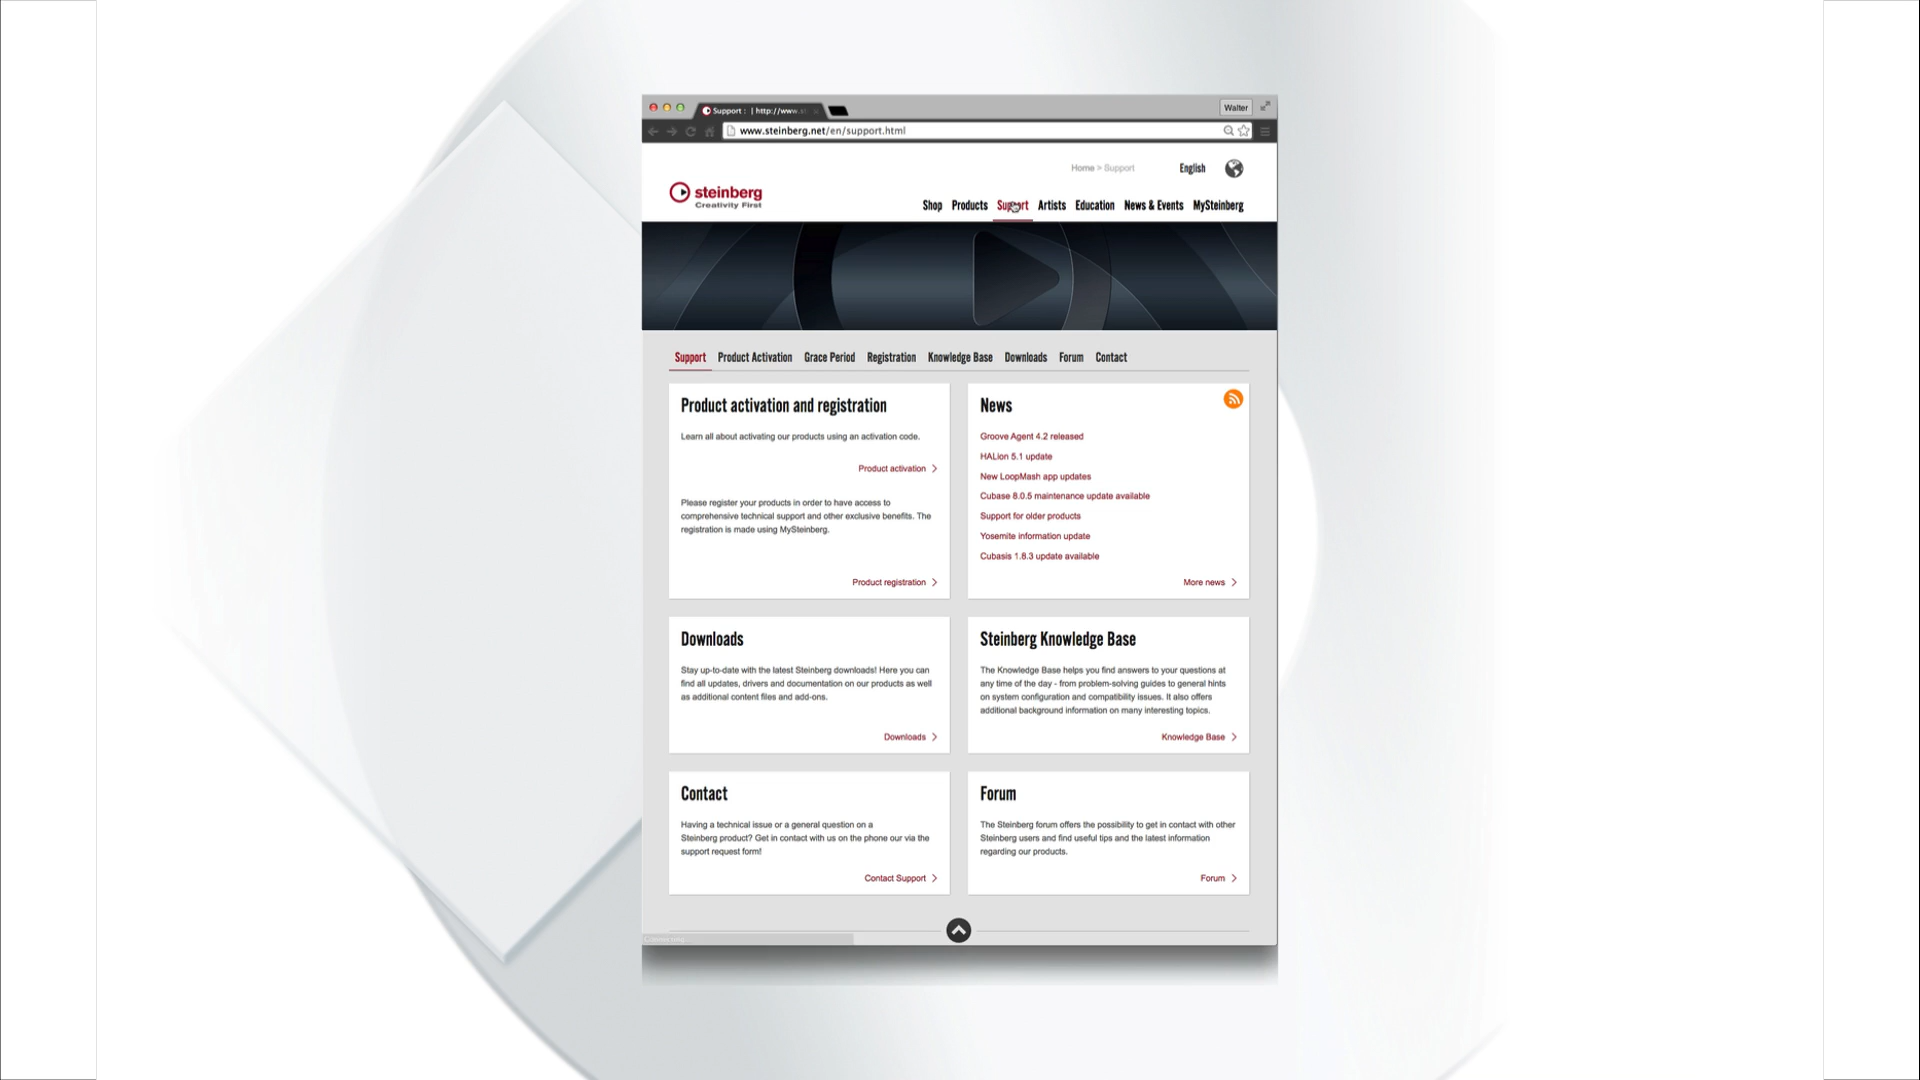 Support : | http://www.s
Walter
www.steinberg.net/en/support.html
Home > Support
English
steinberg
Creativity First
Shop Products Support Artists Education News & Events MySteinberg
Support Product Activation Grace Period Registration Knowledge Base Downloads Forum Contact
Product activation and registration
Learn all about activating our products using an activation code.
Product activation
Please register your products in order to have access to
comprehensive technical support and other exclusive benefits. The
registration is made using MySteinberg.
Product registration
News
Groove Agent 4.2 released
HALion 5.1 update
New LoopMash app updates
Cubase 8.0.5 maintenance update available
Support for older products
Yosemite information update
Cubasis 1.8.3 update available
More news
Downloads
Stay up-to-date with the latest Steinberg downloads! Here you can
find all updates, drivers and documentation on our products as well
as additional content files and add-ons.
Downloads
Steinberg Knowledge Base
The Knowledge Base helps you find answers to your questions at
any time of the day - from problem-solving guides to general hints
on system configuration and compatibility issues. It also offers
additional background information on many interesting topics.
Knowledge Base
Contact
Having a technical issue or a general question on a
Steinberg product? Get in contact with us on the phone our via the
support request form!
Contact Support
Forum
The Steinberg forum offers the possibility to get in contact with other
Steinberg users and find useful tips and the latest information
regarding our products.
Forum